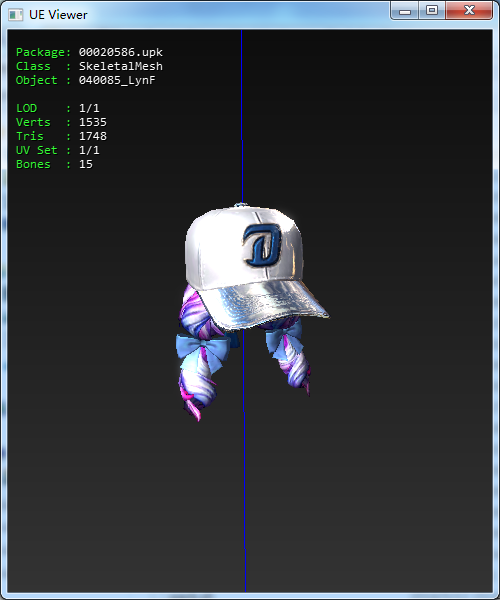 UE Viewer
Package: 00020586.upk
Class : SkeletalMesh
Object : 040085_LynF
LOD : 1/1
Verts : 1535
Tris : 1748
UV Set : 1/1
Bones : 15
D